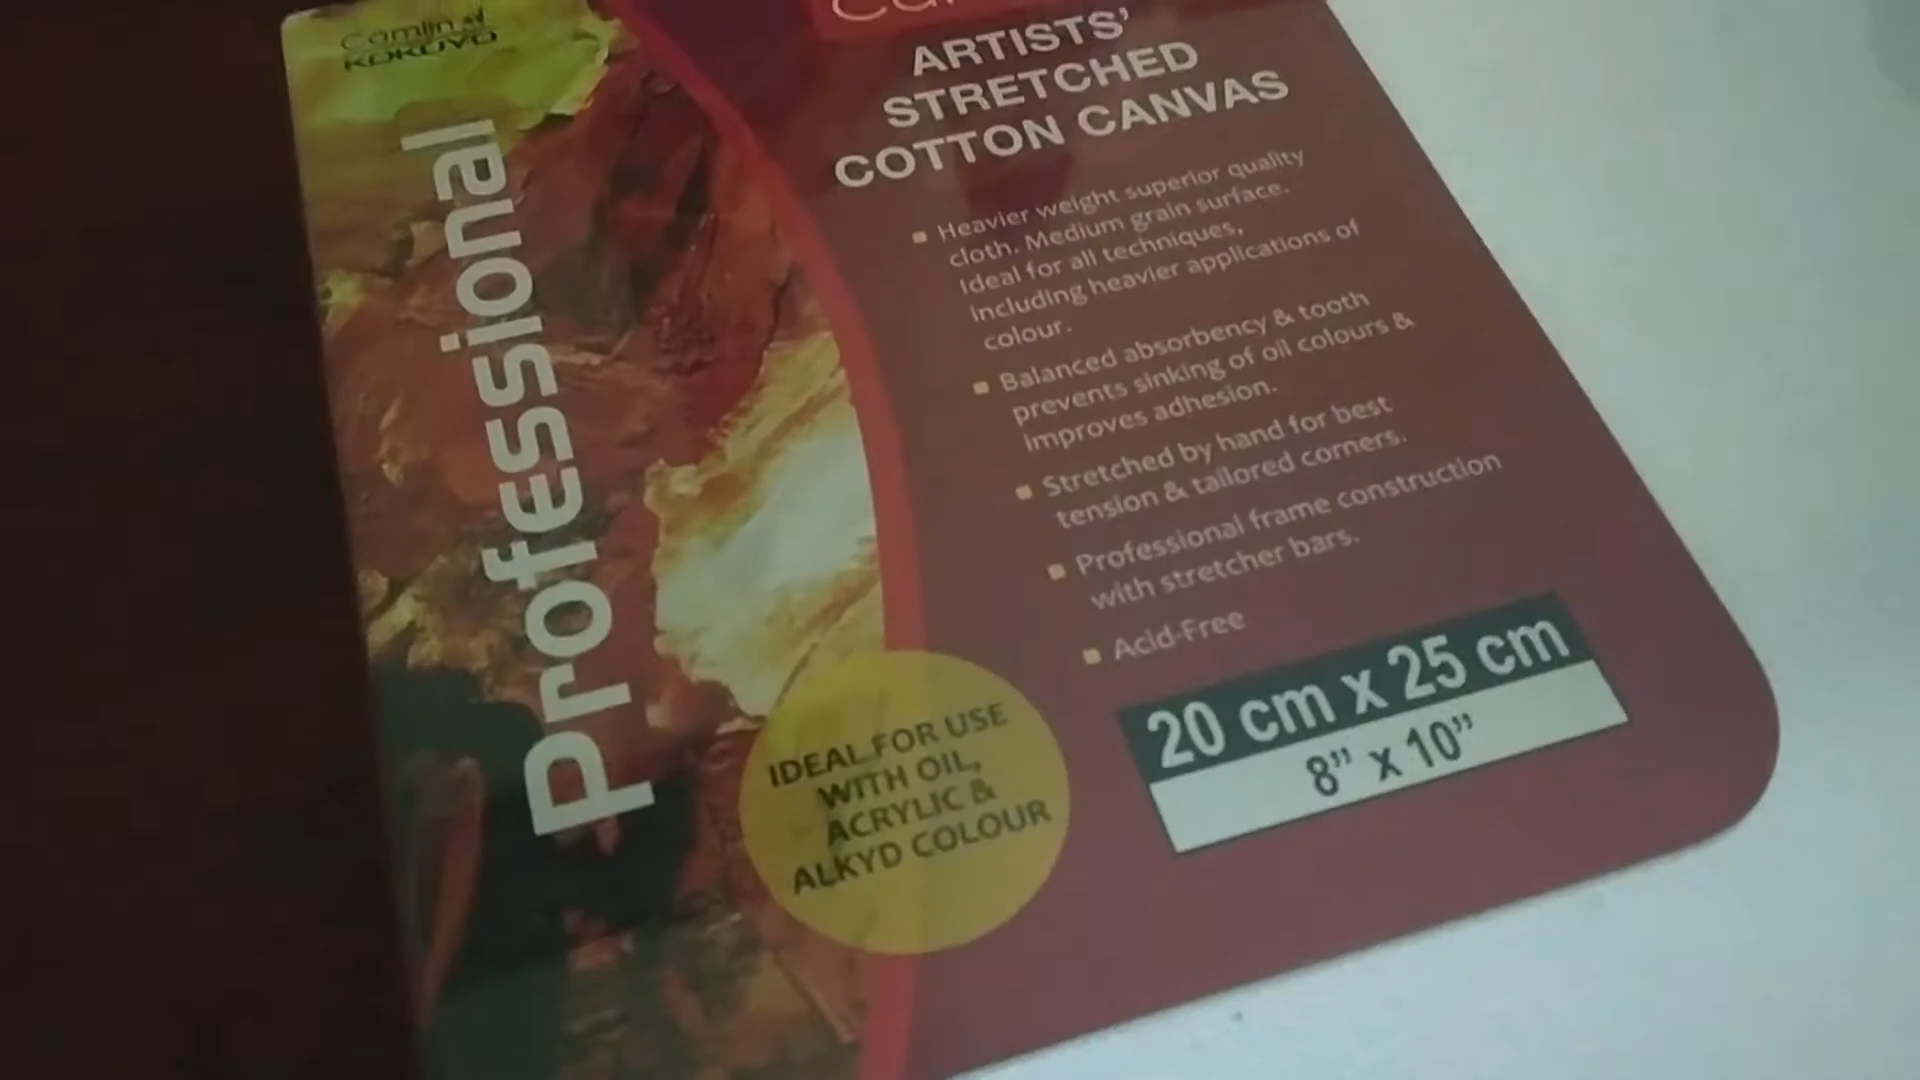 Camlin
KOKUYO
Professional
ARTISTS'
STRETCHED
COTTON CANVAS
Heavier weight superior quality
cloth. Medium grain surface.
Ideal for all techniques,
including heavier applications of
colour.
Balanced absorbency & tooth
prevents sinking of oil colours &
improves adhesion.
Stretched by hand for best
tension & tailored corners.
Professional frame construction
with stretcher bars.
Acid-Free
20 cm x 25 cm
8” x 10”
IDEAL FOR USE
WITH OIL,
ACRYLIC &
ALKYD COLOUR